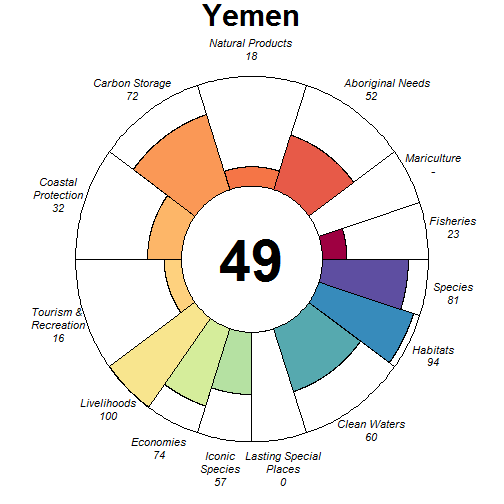 Yemen
Natural Products
18
Carbon Storage
72
Aboriginal Needs
52
Mariculture
-
Coastal
Protection
32
Fisheries
23
49
Species
81
Tourism &
Recreation
16
Habitats
94
Livelihoods
100
Clean Waters
60
Economies
74
Iconic
Species
57
Lasting Special
Places
0